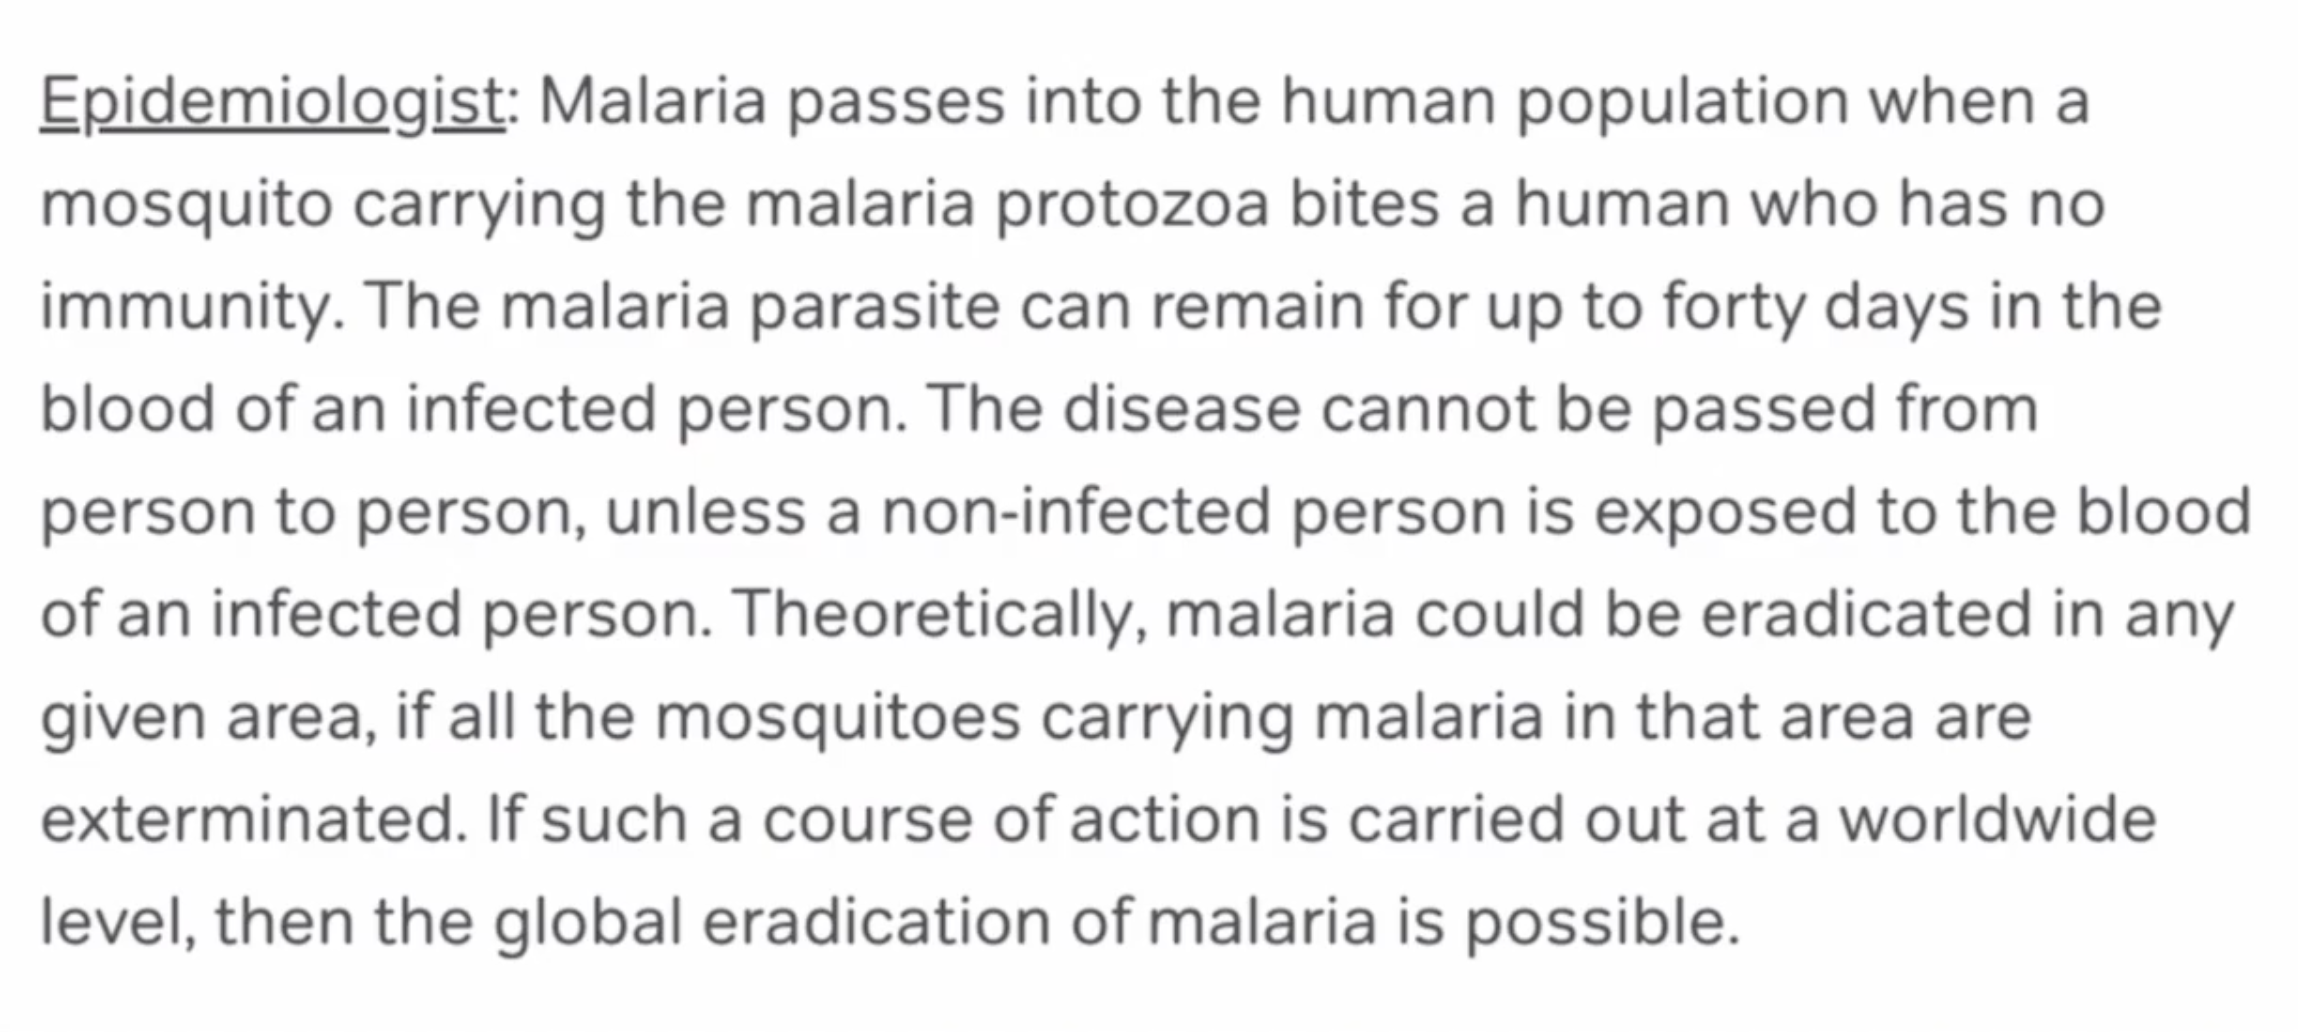 Epidemiologist: Malaria passes into the human population when a
mosquito carrying the malaria protozoa bites a human who has no
immunity. The malaria parasite can remain for up to forty days in the
blood of an infected person. The disease cannot be passed from
person to person, unless a non-infected person is exposed to the blood
of an infected person. Theoretically, malaria could be eradicated in any
given area, if all the mosquitoes carrying malaria in that area are
exterminated. If such a course of action is carried out at a worldwide
level, then the global eradication of malaria is possible.